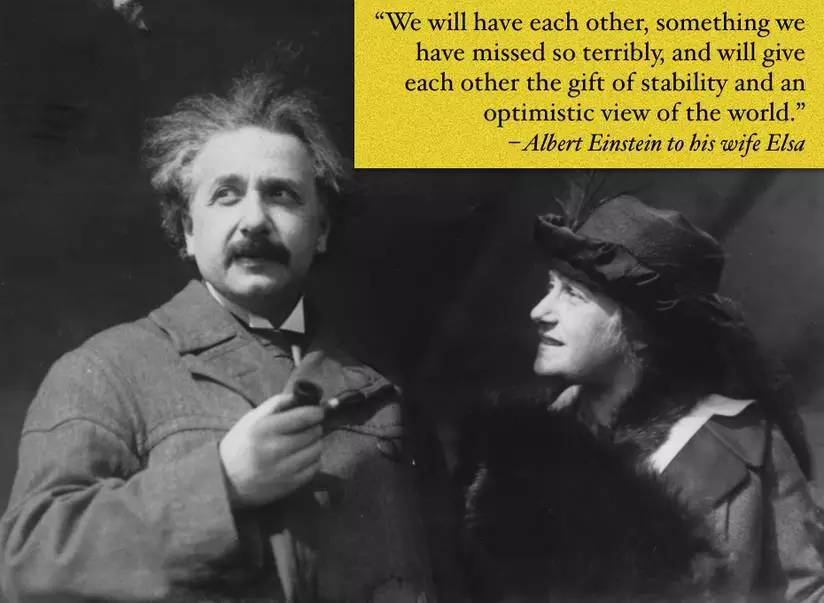 “We will have each other, something we
have missed so terribly, and will give
each other the gift of stability and an
optimistic view of the world.”
–Albert Einstein to his wife Elsa